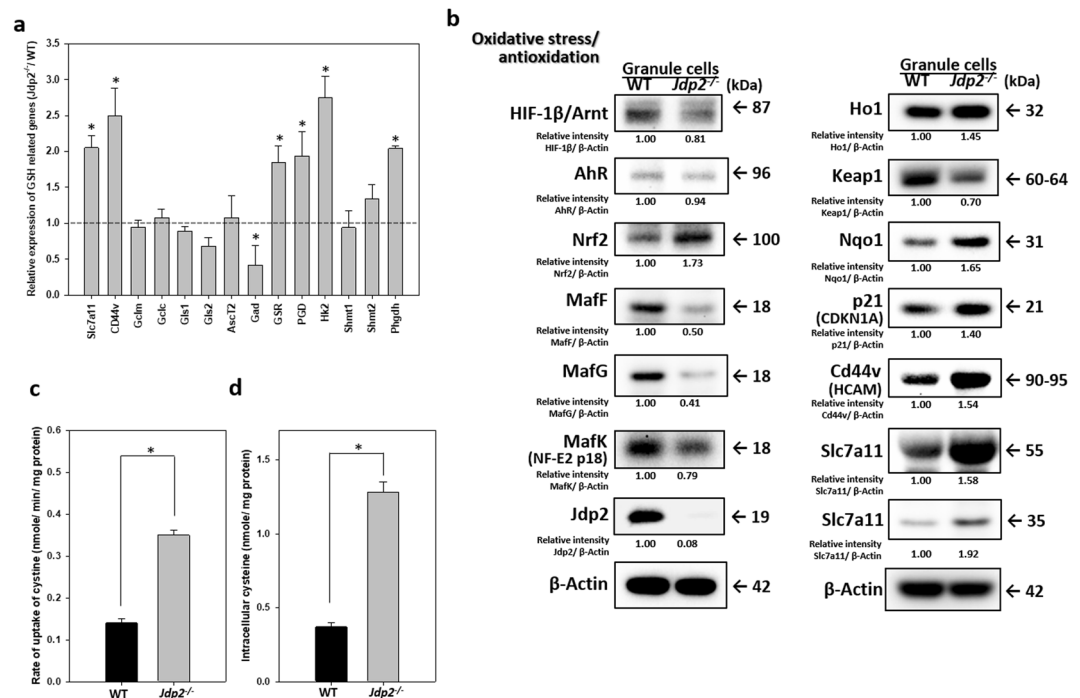 a
Relative expression of GSH related genes (Jdp2-/-/ WT)
3.5
3.0
2.5
2.0
1.5
1.0
0.5
0.0
*
*
*
*
*
*
*
Slc7a11
CD44v
Gclm
Gclc
Gls1
Gls2
AscT2
Gad
GSR
PGD
Hk2
Shmt1
Shmt2
Phgdh
b
Oxidative stress/
antioxidation
Granule cells
WT Jdp2-/- (kDa)
HIF-1β/Arnt ← 87
Relative intensity
HIF-1β/ β-Actin 1.00 0.81
AhR ← 96
Relative intensity
AhR/ β-Actin 1.00 0.94
Nrf2 ← 100
Relative intensity
Nrf2/ β-Actin 1.00 1.73
MafF ← 18
Relative intensity
MafF/ β-Actin 1.00 0.50
MafG ← 18
Relative intensity
MafG/ β-Actin 1.00 0.41
MafK ← 18
(NF-E2 p18)
Relative intensity
MafK/ β-Actin 1.00 0.79
Jdp2 ← 19
Relative intensity
Jdp2/ β-Actin 1.00 0.08
β-Actin ← 42
Granule cells
WT Jdp2-/- (kDa)
Ho1 ← 32
Relative intensity
Ho1/ β-Actin 1.00 1.45
Keap1 ← 60-64
Relative intensity
Keap1/ β-Actin 1.00 0.70
Nqo1 ← 31
Relative intensity
Nqo1/ β-Actin 1.00 1.65
p21 ← 21
(CDKN1A)
Relative intensity
p21/ β-Actin 1.00 1.40
Cd44v ← 90-95
(HCAM)
Relative intensity
Cd44v/ β-Actin 1.00 1.54
Slc7a11 ← 55
Relative intensity
Slc7a11/ β-Actin 1.00 1.58
Slc7a11 ← 35
Relative intensity
Slc7a11/ β-Actin 1.00 1.92
β-Actin ← 42
c
Rate of uptake of cystine (nmole/ min/ mg protein)
0.6
0.5
0.4
0.3
0.2
0.1
0.0
*
WT Jdp2-/-
d
Intracellular cysteine (nmole/ mg protein)
1.5
1.2
0.9
0.6
0.4
0.0
*
WT Jdp2-/-